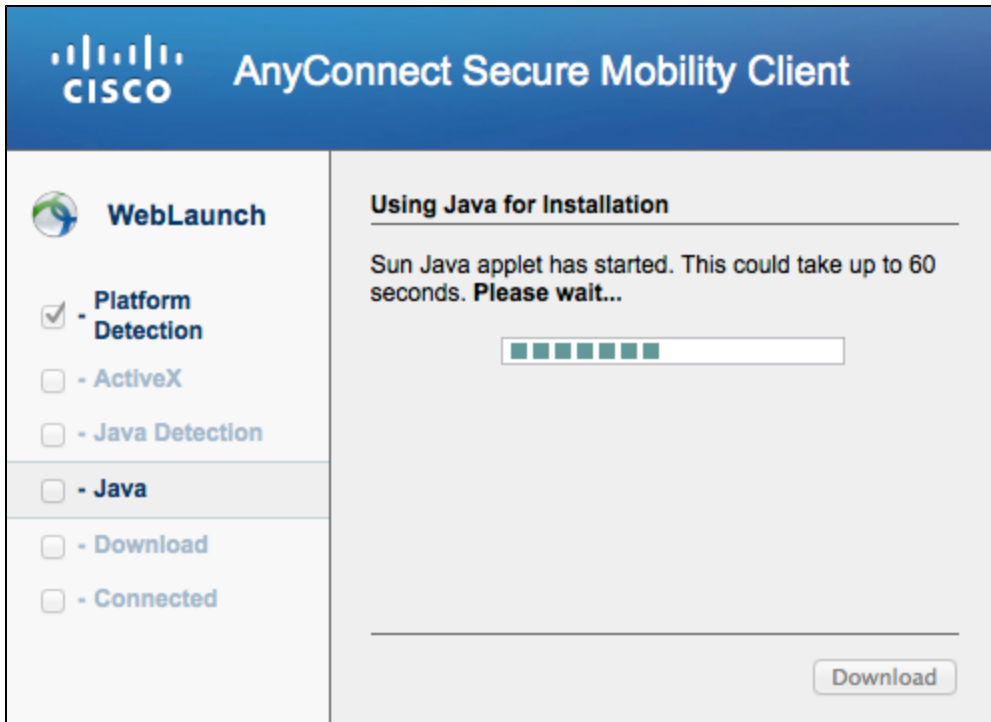 CISCO
AnyConnect Secure Mobility Client
WebLaunch
- Platform
Detection
- ActiveX
- Java Detection
- Java
- Download
- Connected
Using Java for Installation
Sun Java applet has started. This could take up to 60
seconds. Please wait...
Download